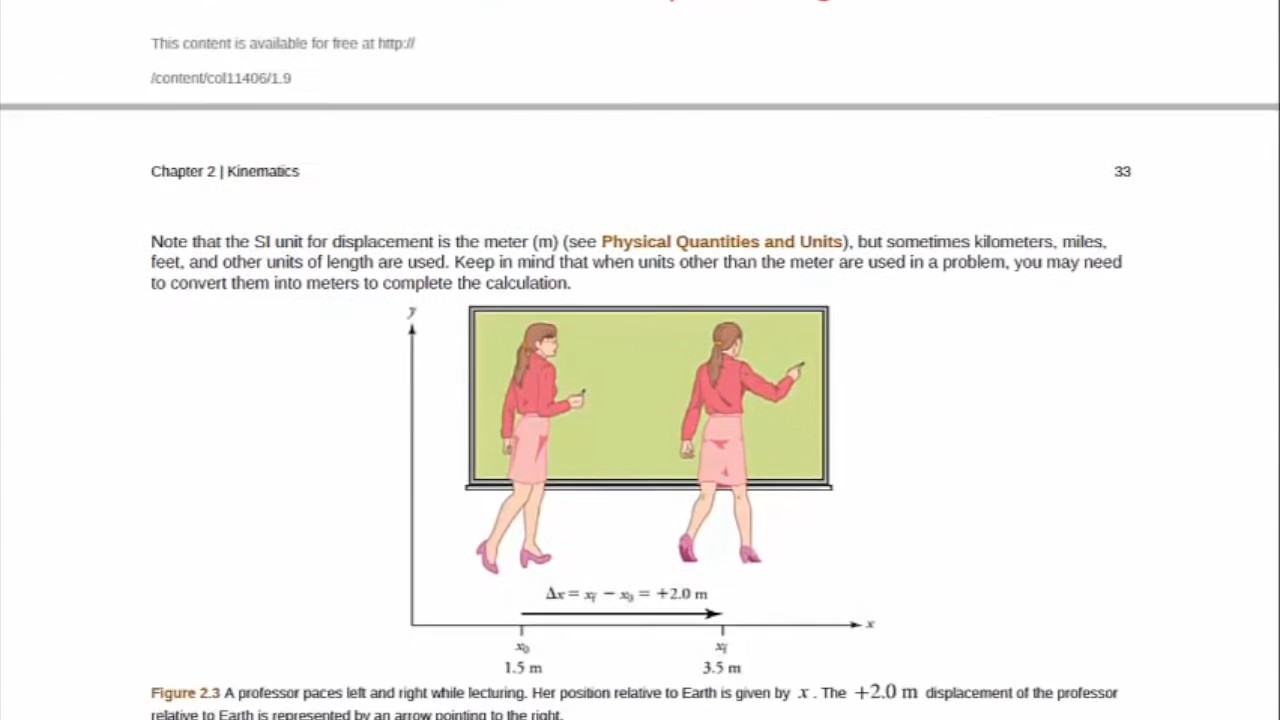 This content is available for free at http://
/content/col11406/1.9
Chapter 2 | Kinematics 33
Note that the SI unit for displacement is the meter (m) (see Physical Quantities and Units), but sometimes kilometers, miles,
feet, and other units of length are used. Keep in mind that when units other than the meter are used in a problem, you may need
to convert them into meters to complete the calculation.
y
Δx = x_f − x_0 = +2.0 m
x
x_0 x_f
1.5 m 3.5 m
Figure 2.3 A professor paces left and right while lecturing. Her position relative to Earth is given by x . The +2.0 m displacement of the professor
relative to Earth is represented by an arrow pointing to the right.